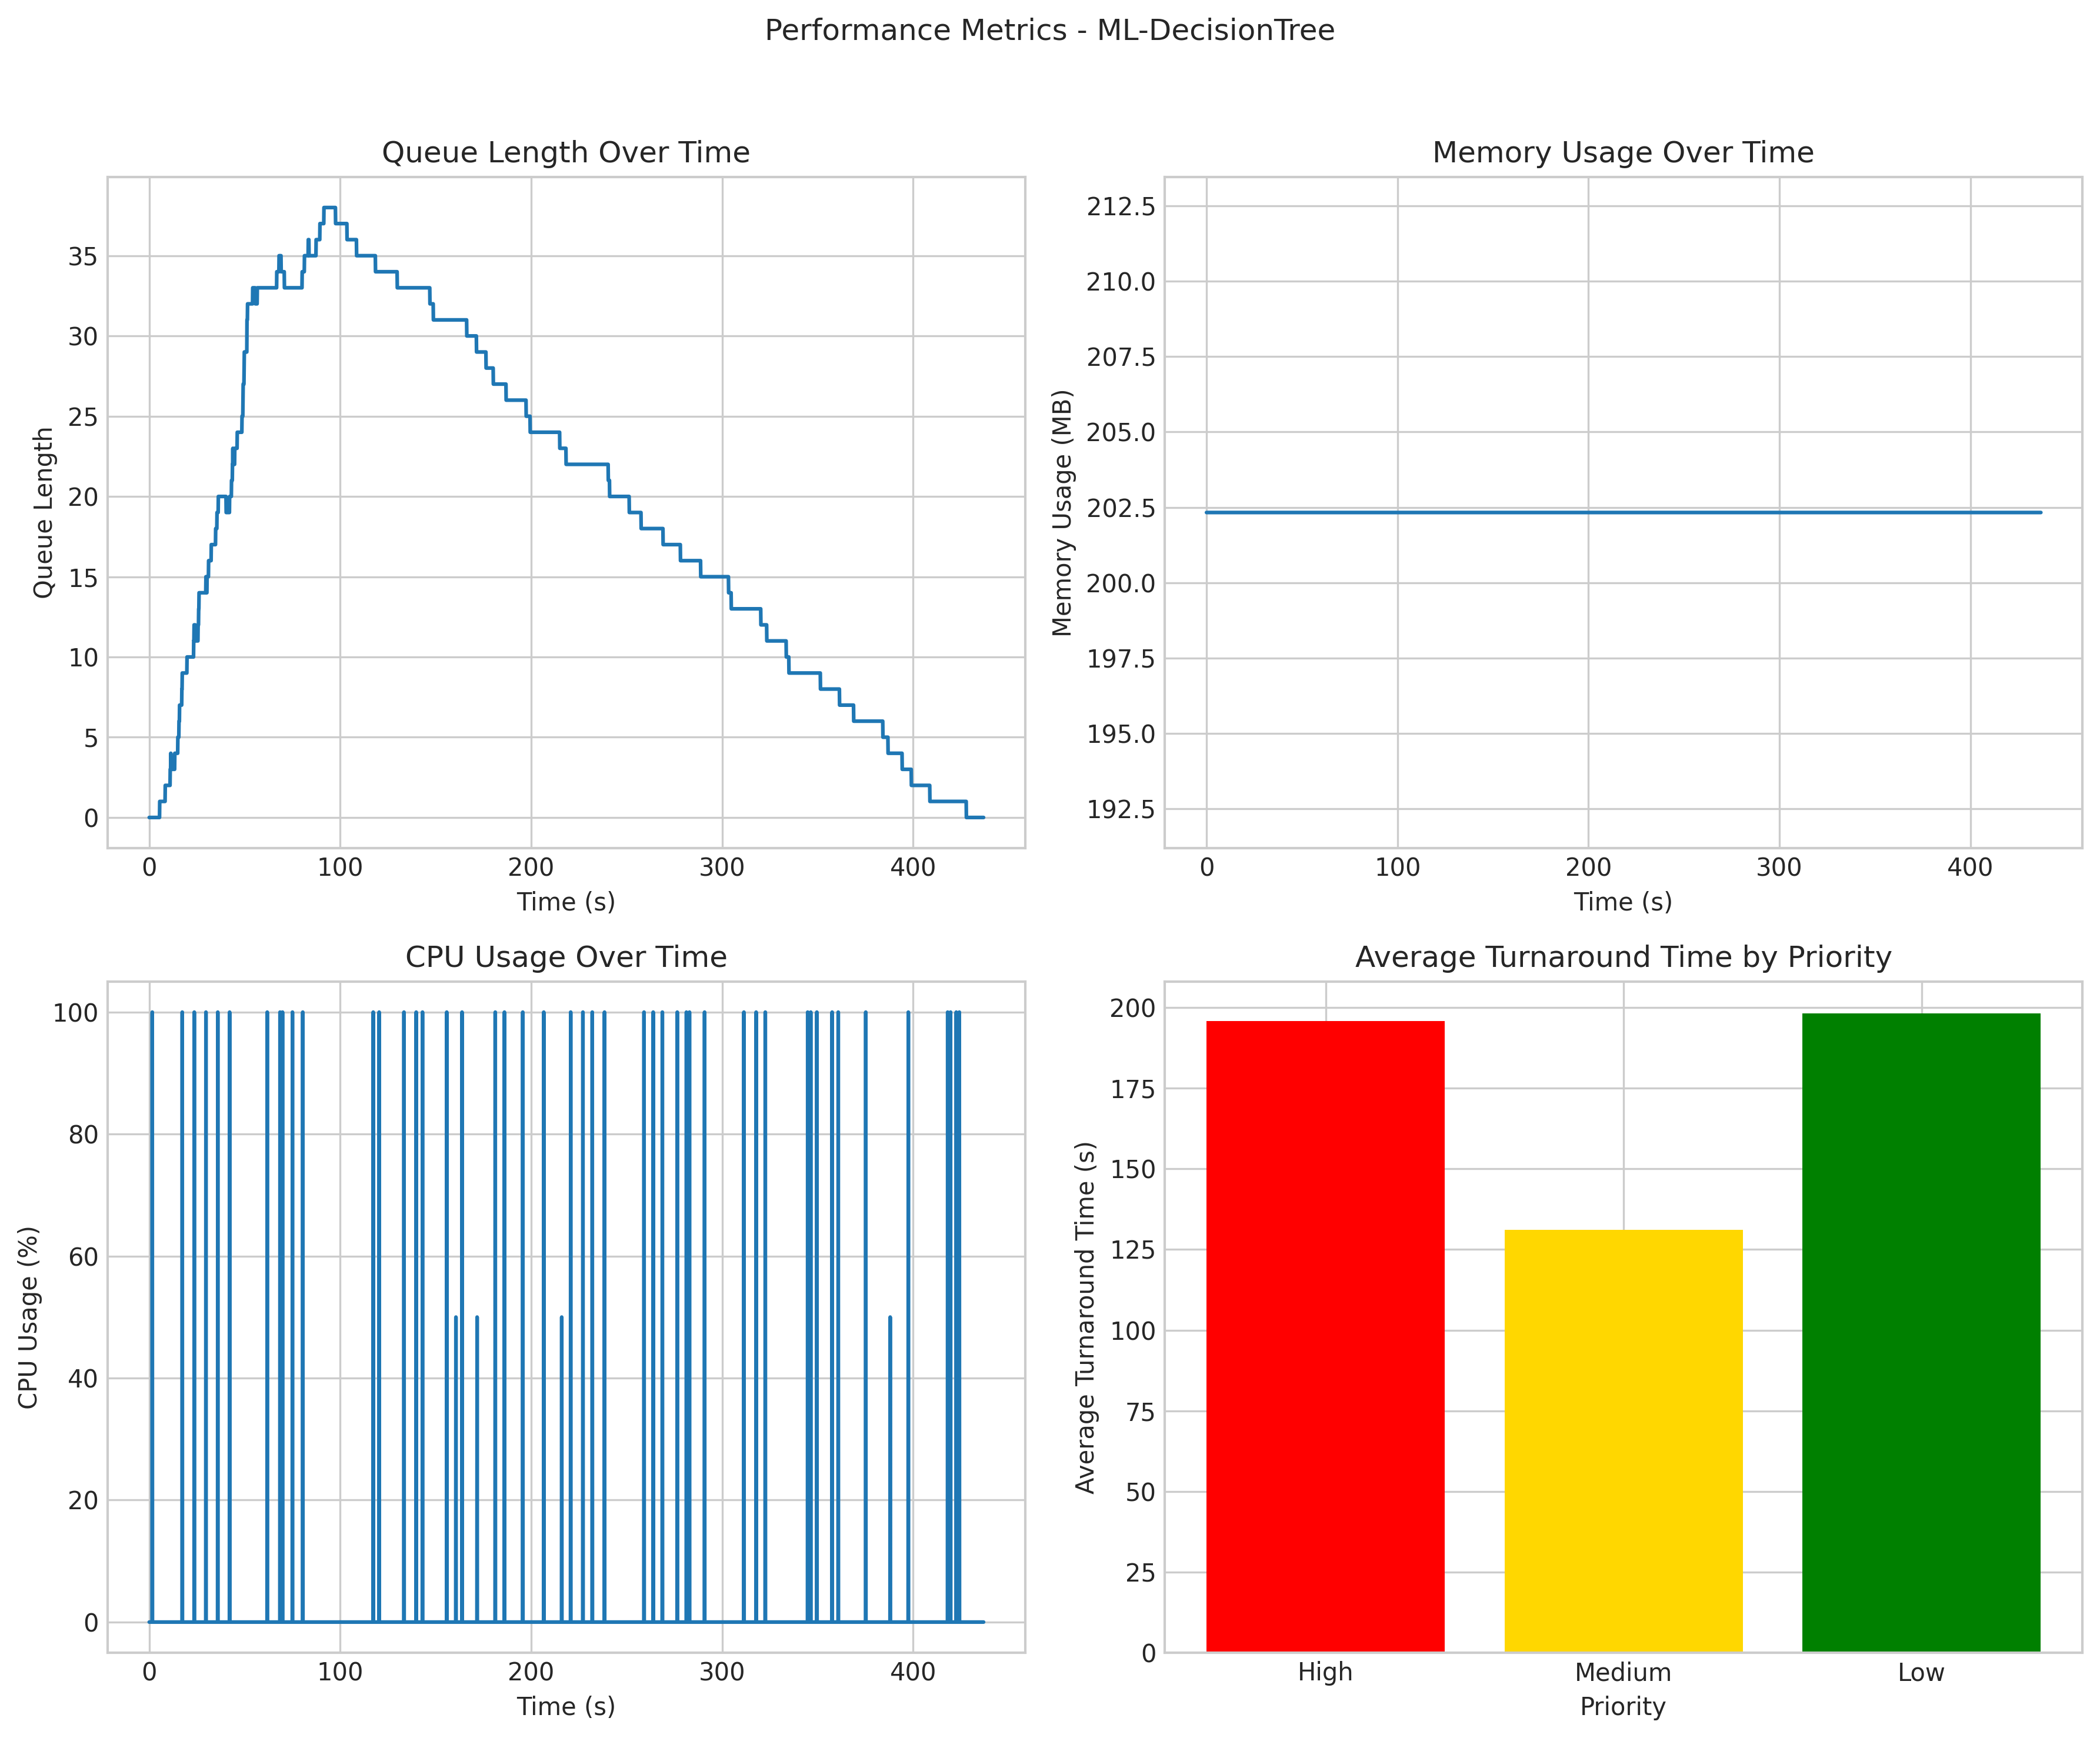 Performance Metrics - ML-DecisionTree
Queue Length Over Time
Queue Length
35
30
25
20
15
10
5
0
0 100 200 300 400
Time (s)
Memory Usage Over Time
Memory Usage (MB)
212.5
210.0
207.5
205.0
202.5
200.0
197.5
195.0
192.5
0 100 200 300 400
Time (s)
CPU Usage Over Time
CPU Usage (%)
100
80
60
40
20
0
0 100 200 300 400
Time (s)
Average Turnaround Time by Priority
Average Turnaround Time (s)
200
175
150
125
100
75
50
25
0
High Medium Low
Priority